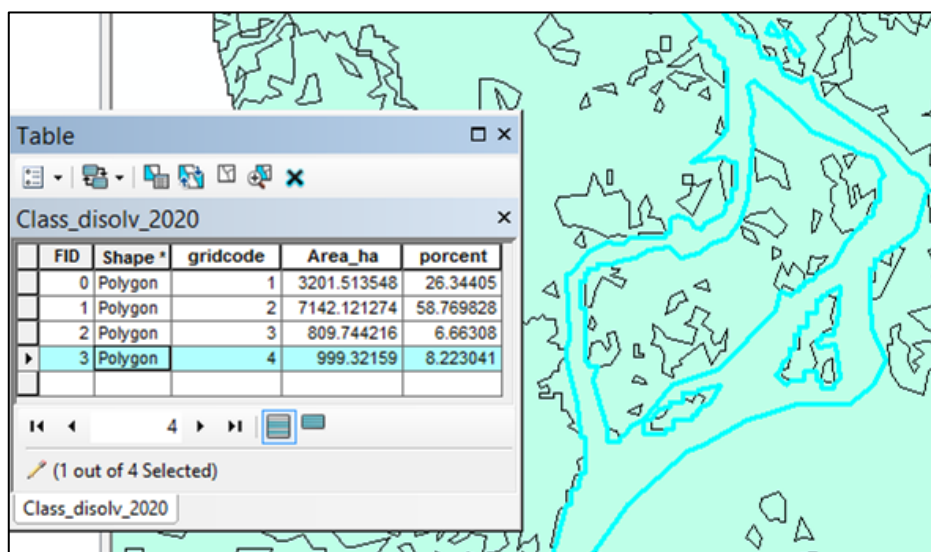 Table
Class_disolv_2020
FID Shape * gridcode Area_ha porcent
0 Polygon 1 3201.513548 26.34405
1 Polygon 2 7142.121274 58.769828
2 Polygon 3 809.744216 6.66308
3 Polygon 4 999.32159 8.223041
4
(1 out of 4 Selected)
Class_disolv_2020